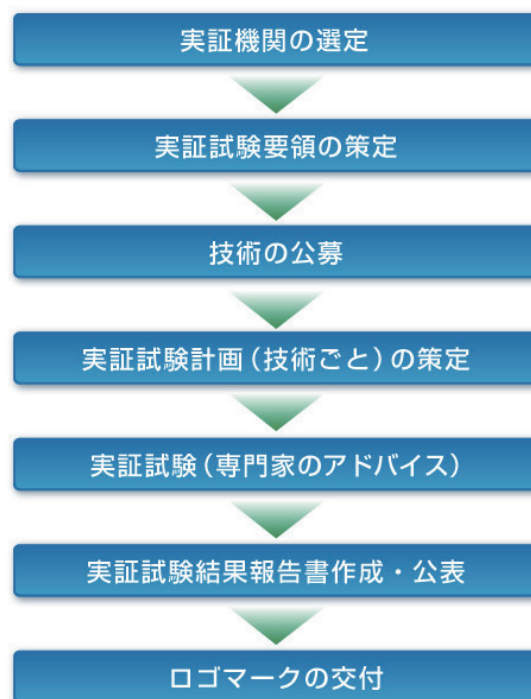 実証機関の選定
実証試験要領の策定
技術の公募
実証試験計画（技術ごと）の策定
実証試験（専門家のアドバイス）
実証試験結果報告書作成・公表
ロゴマークの交付